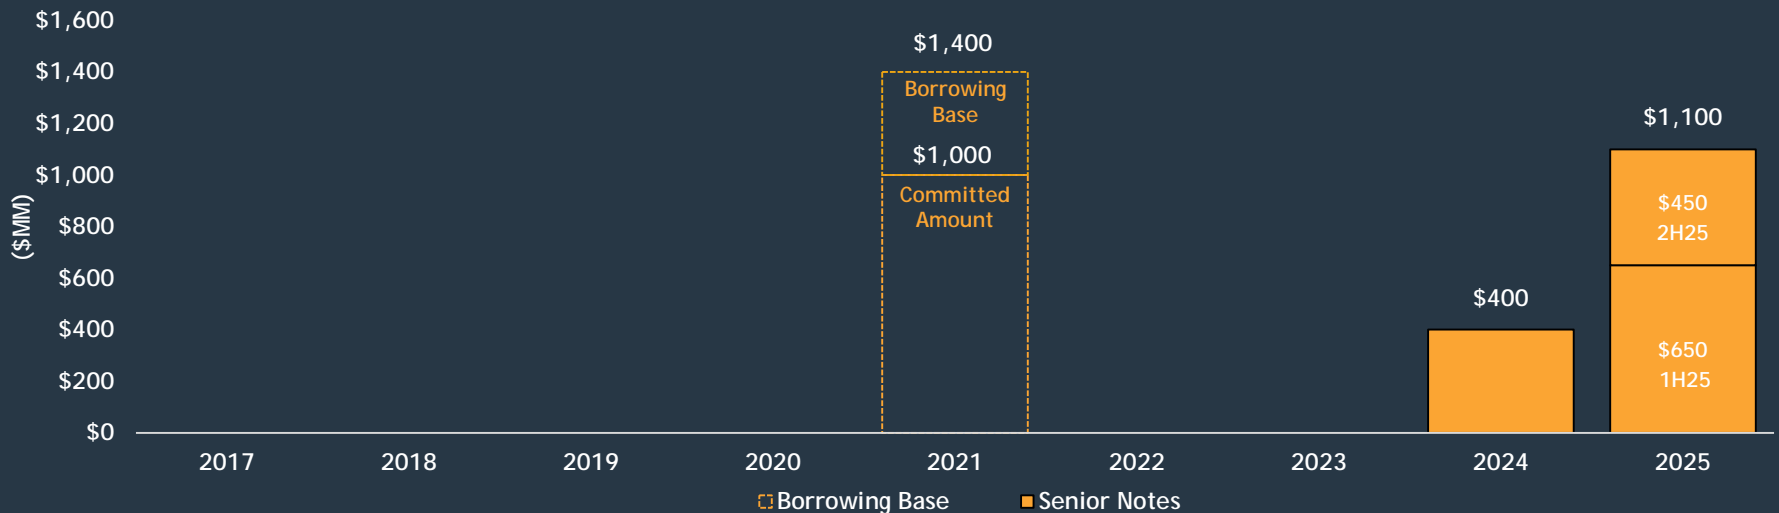 $1,600
$1,400
$1,200
$1,000
$800
$600
$400
$200
$0
($MM)
$1,400
Borrowing
Base
$1,000
Committed
Amount
$400
$1,100
$450
2H25
$650
1H25
2017 2018 2019 2020 2021 2022 2023 2024 2025
Borrowing Base Senior Notes